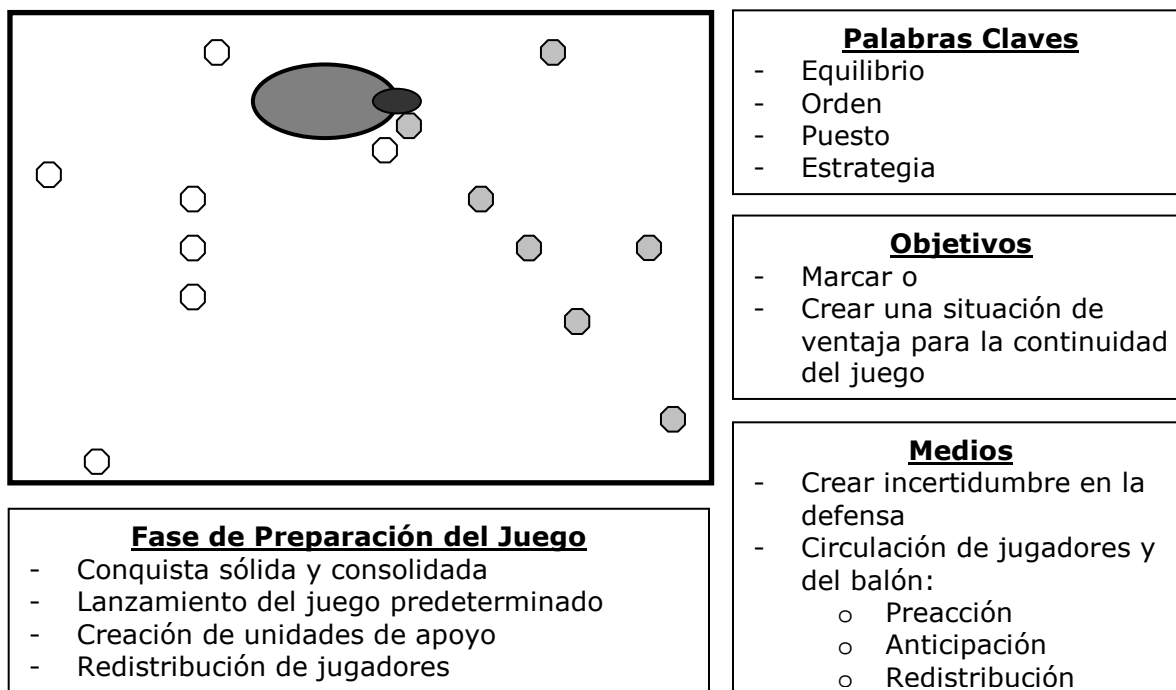 Palabras Claves
- Equilibrio
- Orden
- Puesto
- Estrategia
Objetivos
- Marcar o
- Crear una situación de
ventaja para la continuidad
del juego
Medios
- Crear incertidumbre en la
defensa
- Circulación de jugadores y
del balón:
o Preacción
o Anticipación
o Redistribución
Fase de Preparación del Juego
- Conquista sólida y consolidada
- Lanzamiento del juego predeterminado
- Creación de unidades de apoyo
- Redistribución de jugadores